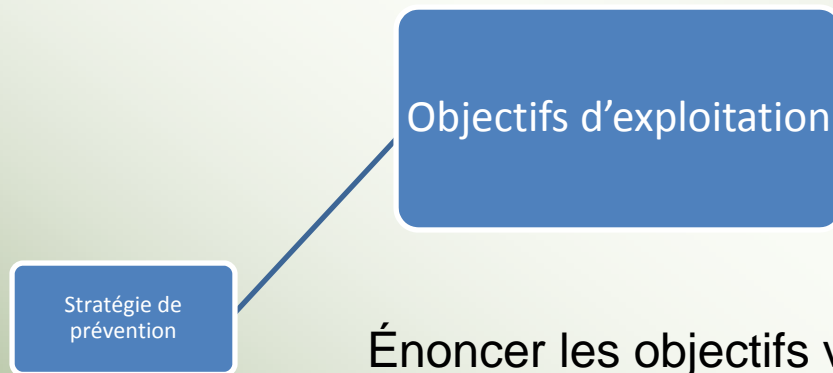 Objectifs d’exploitation
Stratégie de
prévention
Énoncer les objectifs